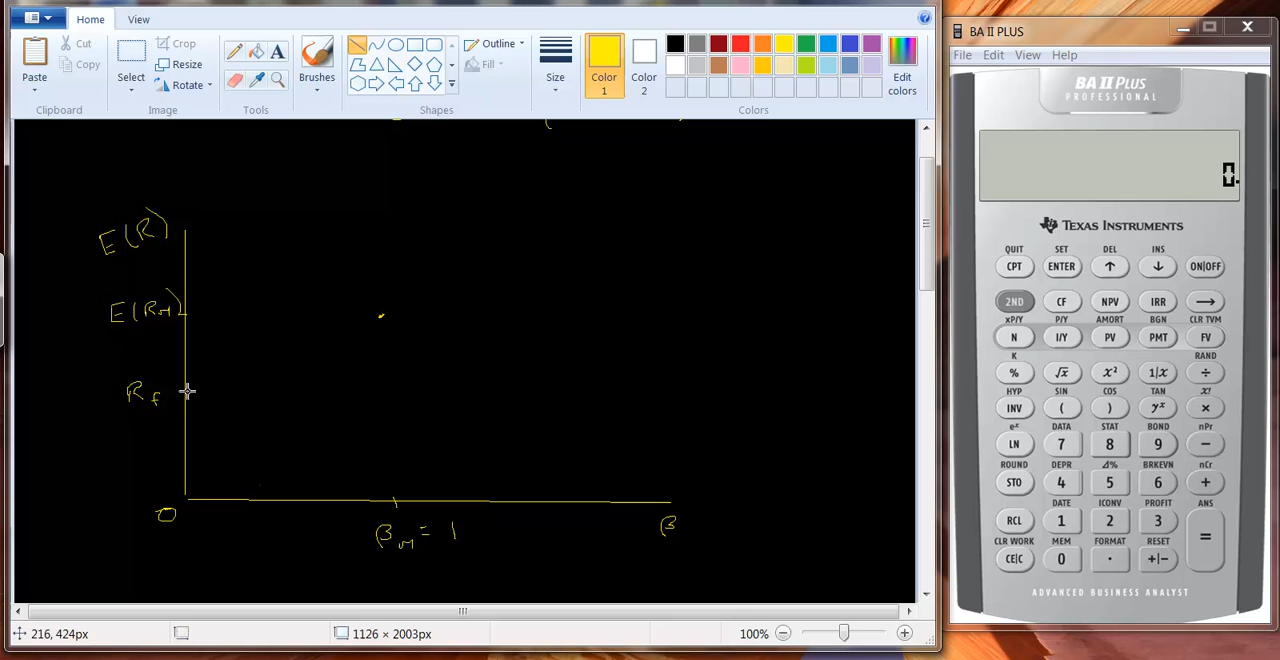 Home View
BA II PLUS
File Edit View Help
Paste
Cut
Copy
Clipboard
Select
Crop
Resize
Rotate
Image
A
Tools
Brushes
Outline
Fill
Shapes
Size
Color 1
Color 2
Edit colors
Colors
E(R)
E(RM)
Rf
0
βM = 1
β
216, 424px
1126 × 2003px
100%
BA II PLUS
PROFESSIONAL
0.
TEXAS INSTRUMENTS
QUIT SET DEL INS
CPT ENTER ↑ ↓ ON|OFF
2ND CF NPV IRR →
xP/Y P/Y AMORT BGN CLR TVM
N I/Y PV PMT FV
K RAND
% √x x² 1/x ÷
HYP SIN COS TAN x!
INV ( ) yˣ ×
eˣ DATA STAT BOND nPr
LN 7 8 9 −
ROUND DEPR Δ% BRKEVN nCr
STO 4 5 6 +
DATE ICONV PROFIT ANS
RCL 1 2 3 =
CLR WORK MEM FORMAT RESET
CE|C 0 . +|−
ADVANCED BUSINESS ANALYST